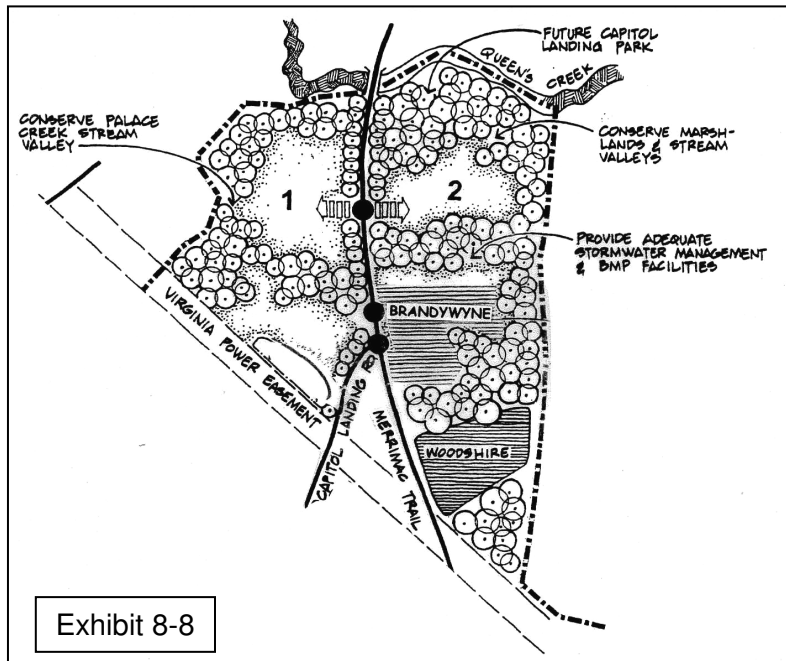 FUTURE CAPITOL
LANDING PARK
QUEEN'S
CREEK
CONSERVE PALACE
CREEK STREAM
VALLEY
CONSERVE MARSH-
LANDS & STREAM
VALLEYS
1
2
PROVIDE ADEQUATE
STORMWATER MANAGEMENT
& BMP FACILITIES
BRANDYWYNE
VIRGINIA POWER EASEMENT
CAPITOL LANDING RD
MERRIMAC TRAIL
WOODSHIRE
Exhibit 8-8